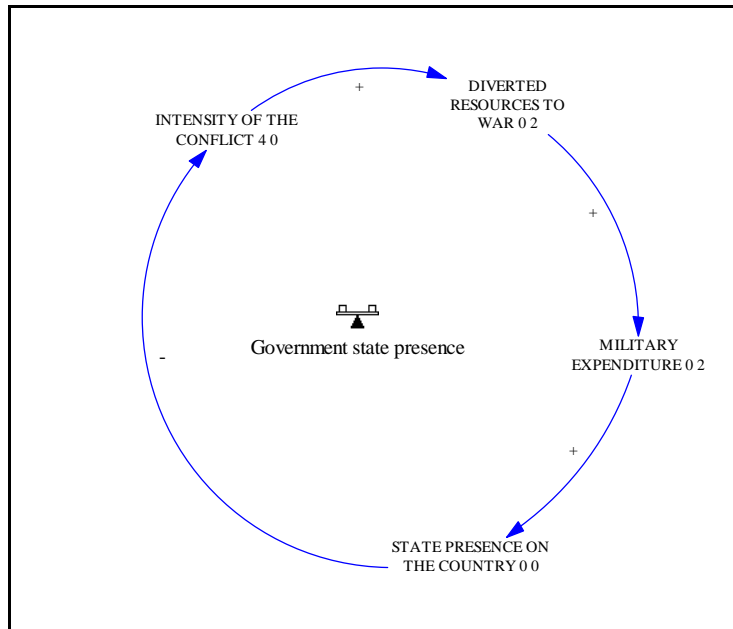 INTENSITY OF THE
CONFLICT 4 0
+
DIVERTED
RESOURCES TO
WAR 0 2
+
MILITARY
EXPENDITURE 0 2
+
STATE PRESENCE ON
THE COUNTRY 0 0
-
Government state presence